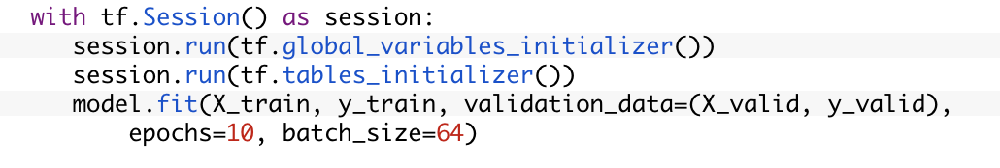 with tf.Session() as session:
session.run(tf.global_variables_initializer())
session.run(tf.tables_initializer())
model.fit(X_train, y_train, validation_data=(X_valid, y_valid),
epochs=10, batch_size=64)